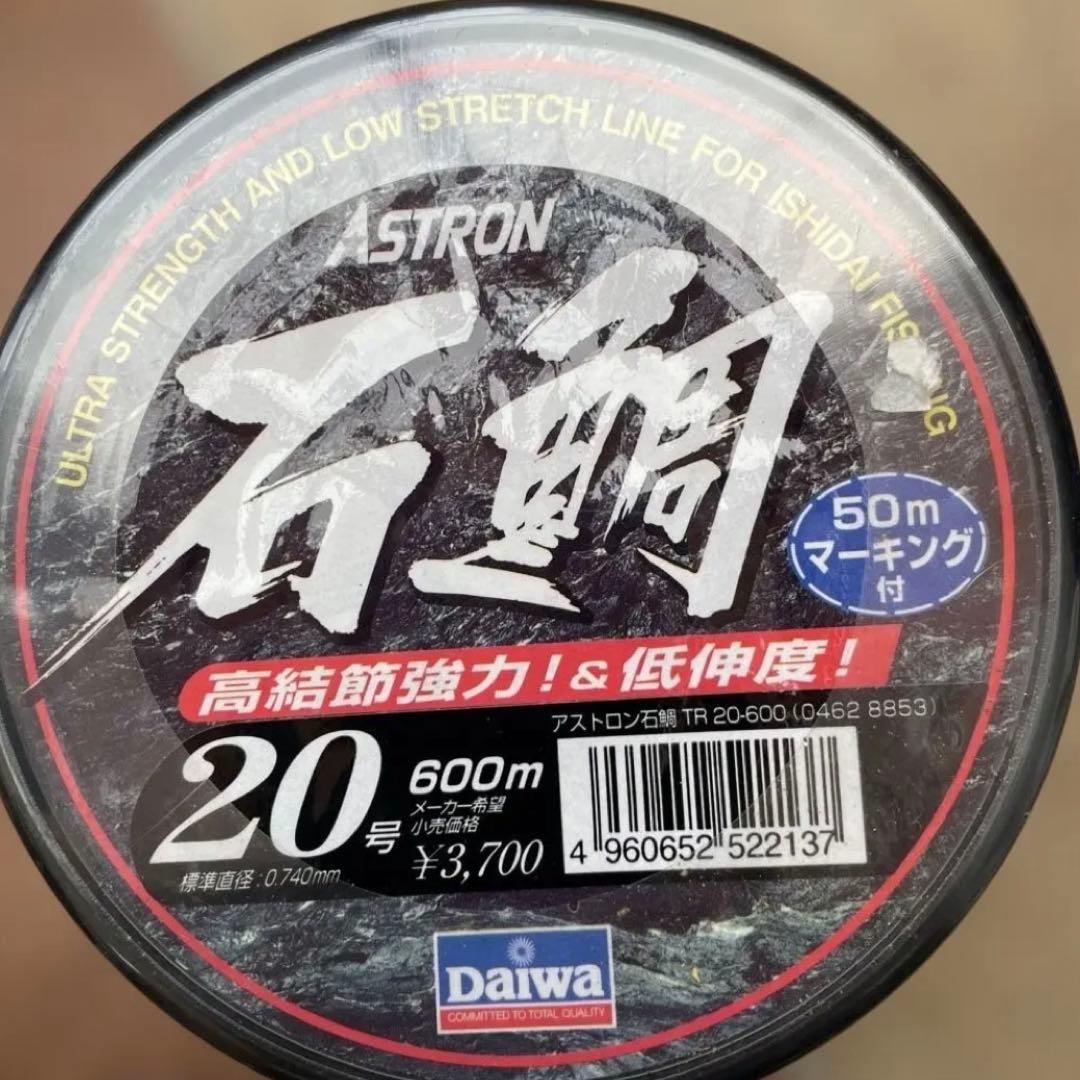 ULTRA STRENGTH AND LOW STRETCH LINE FOR ISHIDAI FISHING
ASTRON
石鯛
50m
マーキング
付
高結節強力!&低伸度!
アストロン石鯛 TR 20-600 (0462 8853)
20号
600m
メーカー希望
小売価格
¥3,700
標準直径:0.740mm
4 960652 522137
Daiwa
COMMITTED TO TOTAL QUALITY